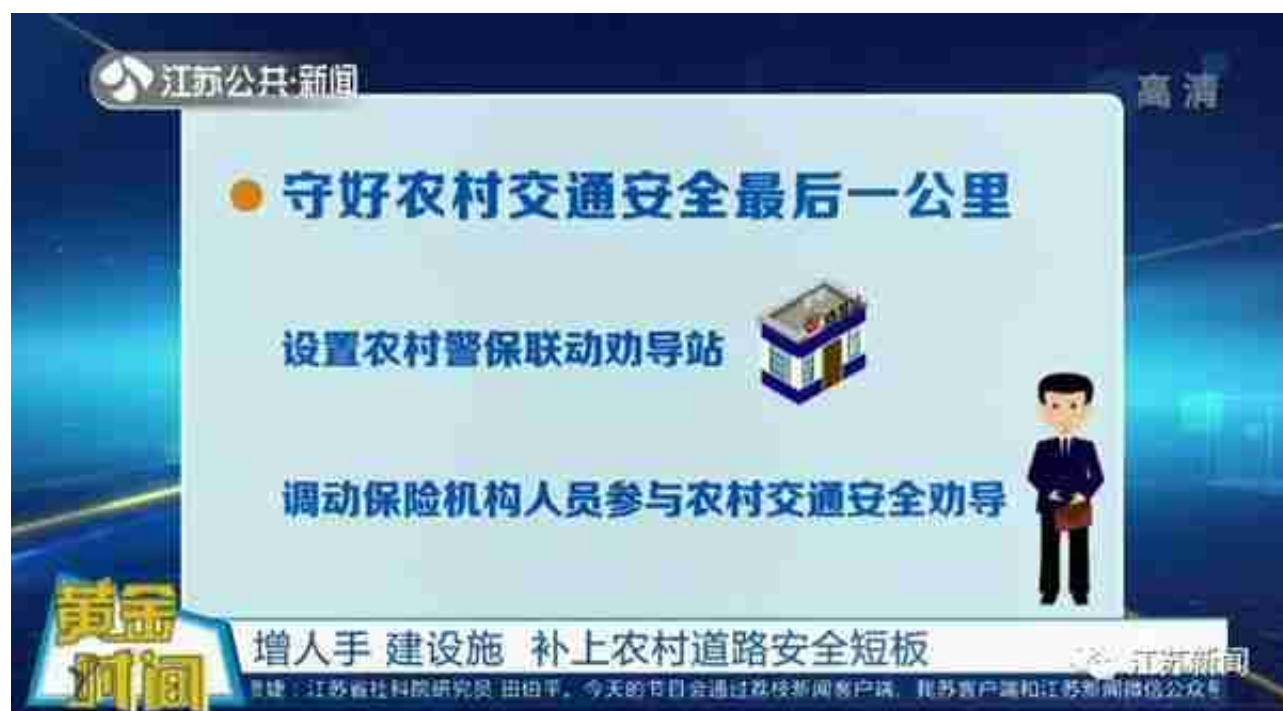 江苏公共·新闻
高清
守好农村交通安全最后一公里
设置农村警保联动劝导站
调动保险机构人员参与农村交通安全劝导
黄金
时间
增人手 建设施 补上农村道路安全短板
江苏新闻
婕：江苏省社科院研究员 田伯平。今天的节目会通过荔枝新闻客户端、我苏客户端和江苏新闻微信公众号